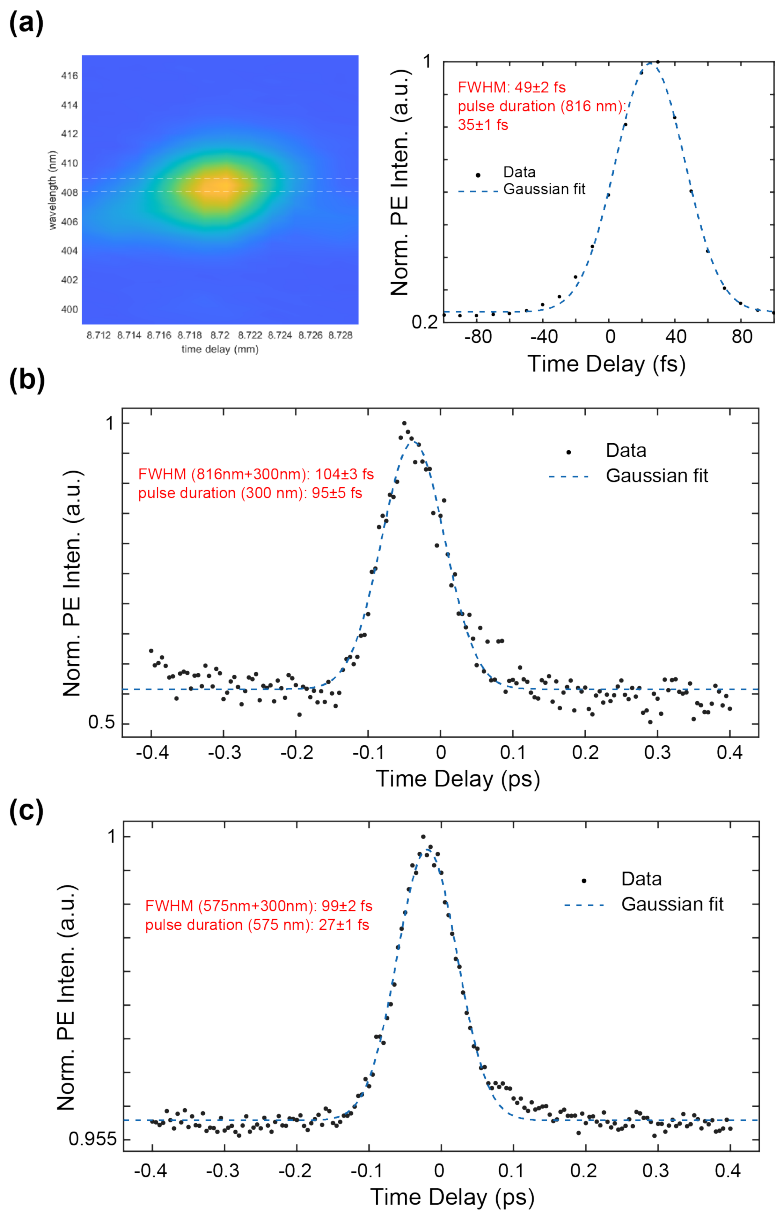 (a)
416
414
412
410
408
406
404
402
400
wavelength (nm)
8.712 8.714 8.716 8.718 8.72 8.722 8.724 8.726 8.728
time delay (mm)
1
FWHM: 49±2 fs
pulse duration (816 nm):
35±1 fs
Data
Gaussian fit
Norm. PE Inten. (a.u.)
0.2
-80 -40 0 40 80
Time Delay (fs)
(b)
1
FWHM (816nm+300nm): 104±3 fs
pulse duration (300 nm): 95±5 fs
Data
Gaussian fit
Norm. PE Inten. (a.u.)
0.5
-0.4 -0.3 -0.2 -0.1 0 0.1 0.2 0.3 0.4
Time Delay (ps)
(c)
1
FWHM (575nm+300nm): 99±2 fs
pulse duration (575 nm): 27±1 fs
Data
Gaussian fit
Norm. PE Inten. (a.u.)
0.955
-0.4 -0.3 -0.2 -0.1 0 0.1 0.2 0.3 0.4
Time Delay (ps)